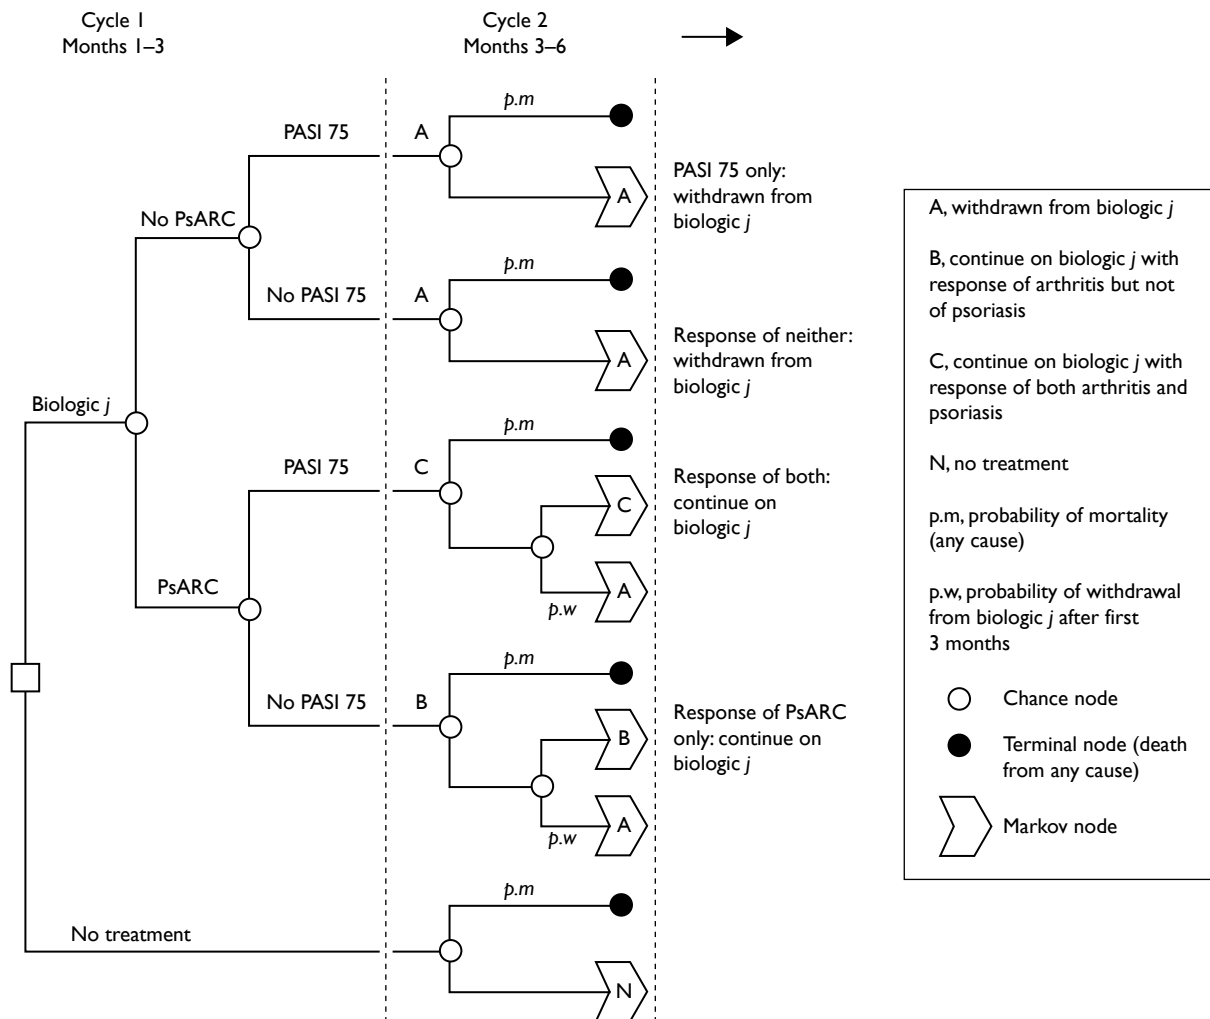 Cycle 1
Months 1–3
Cycle 2
Months 3–6
p.m
PASI 75
A
A
PASI 75 only:
withdrawn from
biologic j
No PsARC
p.m
No PASI 75
A
A
Response of neither:
withdrawn from
biologic j
Biologic j
p.m
PASI 75
C
C
Response of both:
continue on
biologic j
A
p.w
PsARC
p.m
No PASI 75
B
B
Response of PsARC
only: continue on
biologic j
A
p.w
p.m
No treatment
N
A, withdrawn from biologic j
B, continue on biologic j with
response of arthritis but not
of psoriasis
C, continue on biologic j with
response of both arthritis and
psoriasis
N, no treatment
p.m, probability of mortality
(any cause)
p.w, probability of withdrawal
from biologic j after first
3 months
Chance node
Terminal node (death
from any cause)
Markov node